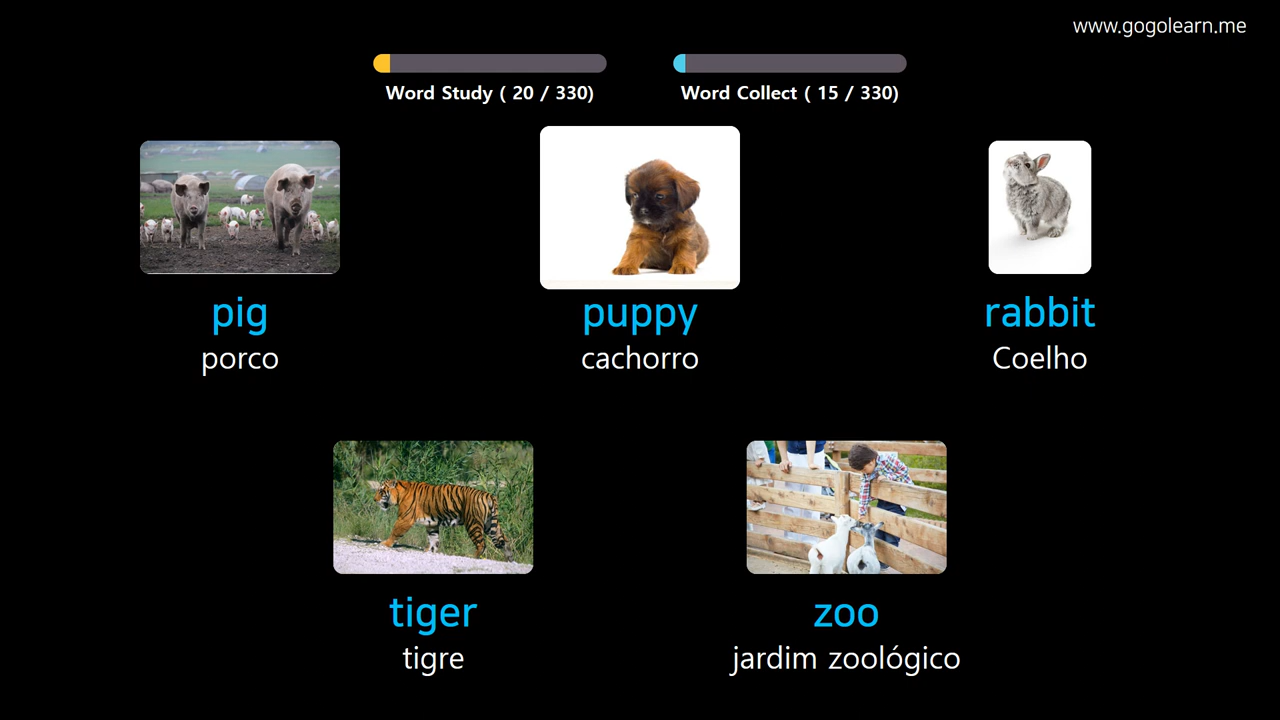 www.gogolearn.me
Word Study ( 20 / 330)
Word Collect ( 15 / 330)
pig
porco
puppy
cachorro
rabbit
Coelho
tiger
tigre
zoo
jardim zoológico